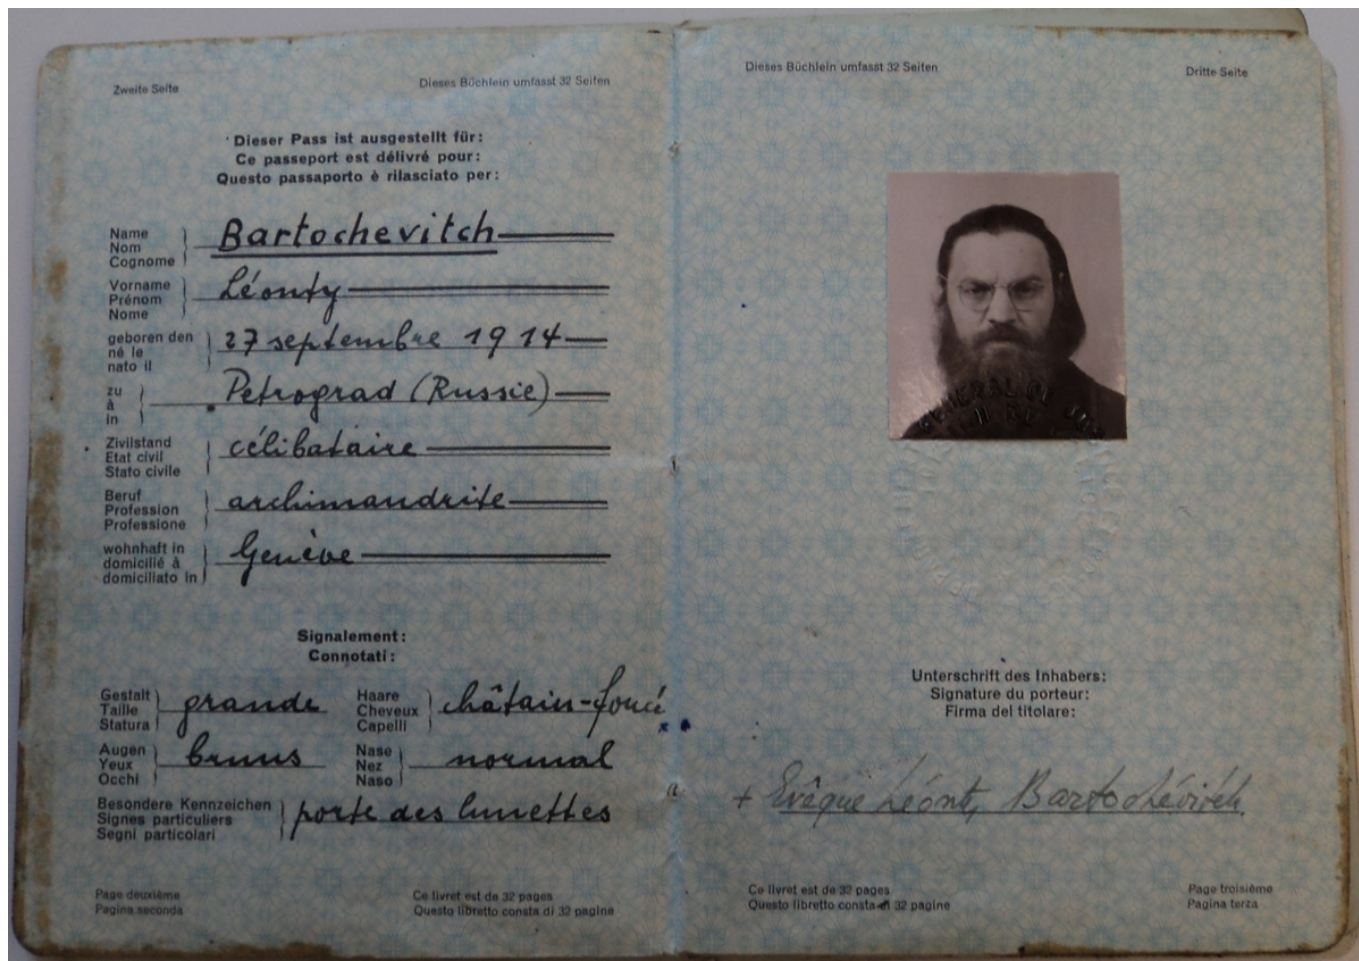 Zweite Seite
Dieses Büchlein umfasst 32 Seiten
Dieser Pass ist ausgestellt für:
Ce passeport est délivré pour:
Questo passaporto è rilasciato per:
Name
Nom
Cognome
Bartochevitch
Vorname
Prénom
Nome
Léonty
geboren den
né le
nato il
27 septembre 1914
zu
à
in
Petrograd (Russie)
Zivilstand
Etat civil
Stato civile
célibataire
Beruf
Profession
Professione
archimandrite
wohnhaft in
domicilié à
domiciliato in
Genève
Signalement:
Connotati:
Gestalt
Taille
Statura
grande
Haare
Cheveux
Capelli
châtain-foncé
Augen
Yeux
Occhi
bruns
Nase
Nez
Naso
normal
Besondere Kennzeichen
Signes particuliers
Segni particolari
porte des lunettes
Page deuxième
Pagina seconda
Ce livret est de 32 pages
Questo libretto consta di 32 pagine
Dieses Büchlein umfasst 32 Seiten
Dritte Seite
Unterschrift des Inhabers:
Signature du porteur:
Firma del titolare:
+ Evêque Léonty Bartochévitch
Ce livret est de 32 pages
Questo libretto consta di 32 pagine
Page troisième
Pagina terza